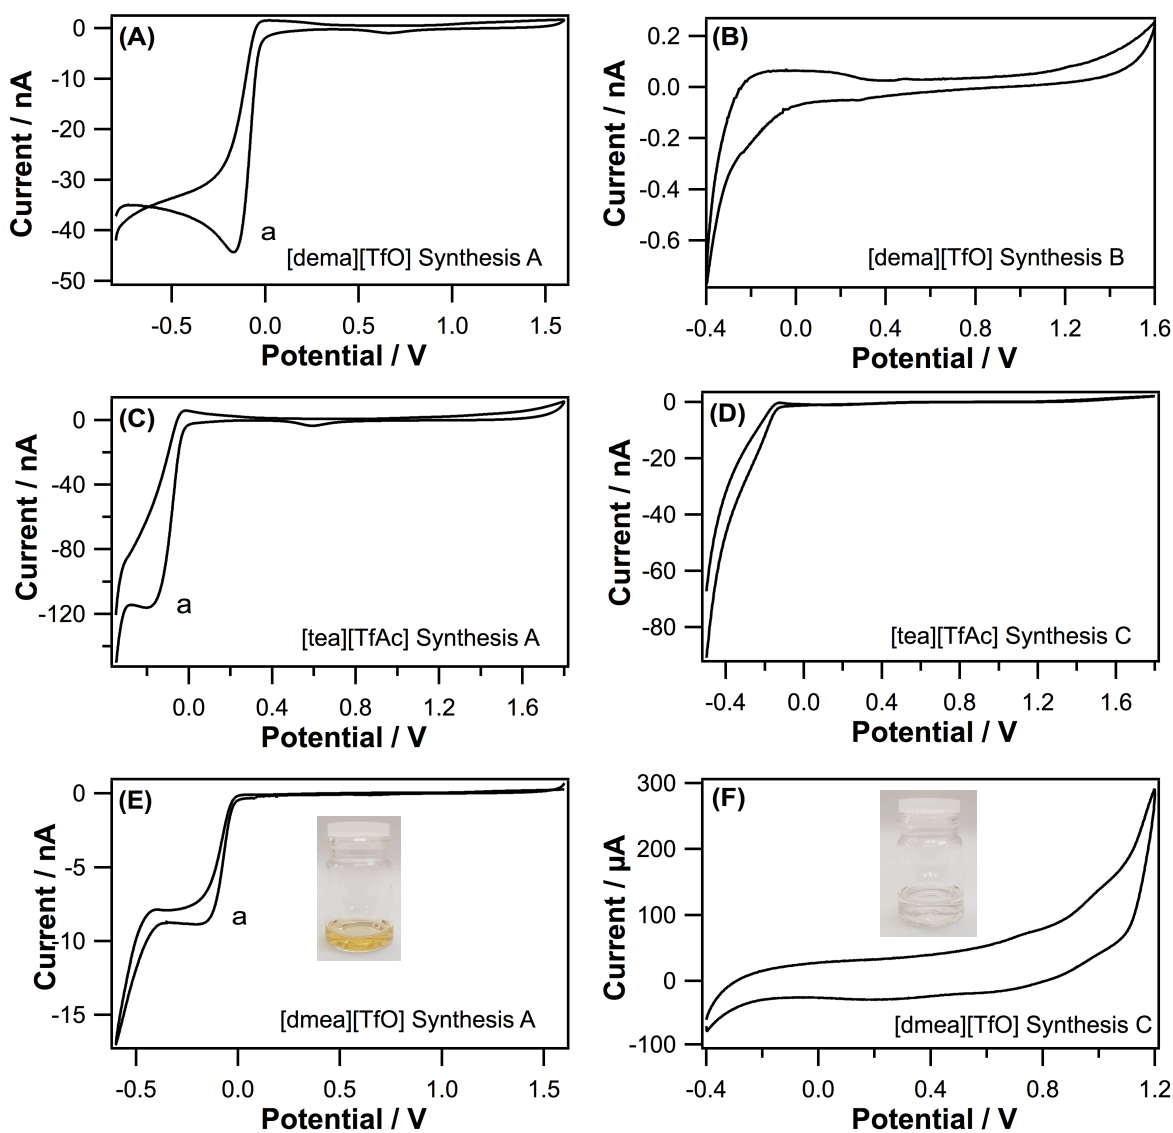 (A)
0
-10
-20
-30
-40
-50
Current / nA
a
[dema][TfO] Synthesis A
-0.5
0.0
0.5
1.0
1.5
Potential / V
(B)
0.2
0.0
-0.2
-0.4
-0.6
Current / nA
[dema][TfO] Synthesis B
-0.4
0.0
0.4
0.8
1.2
1.6
Potential / V
(C)
0
-40
-80
-120
Current / nA
a
[tea][TfAc] Synthesis A
0.0
0.4
0.8
1.2
1.6
Potential / V
(D)
0
-20
-40
-60
-80
Current / nA
[tea][TfAc] Synthesis C
-0.4
0.0
0.4
0.8
1.2
1.6
Potential / V
(E)
0
-5
-10
-15
Current / nA
a
[dmea][TfO] Synthesis A
-0.5
0.0
0.5
1.0
1.5
Potential / V
(F)
300
200
100
0
-100
Current / µA
[dmea][TfO] Synthesis C
-0.4
0.0
0.4
0.8
1.2
Potential / V